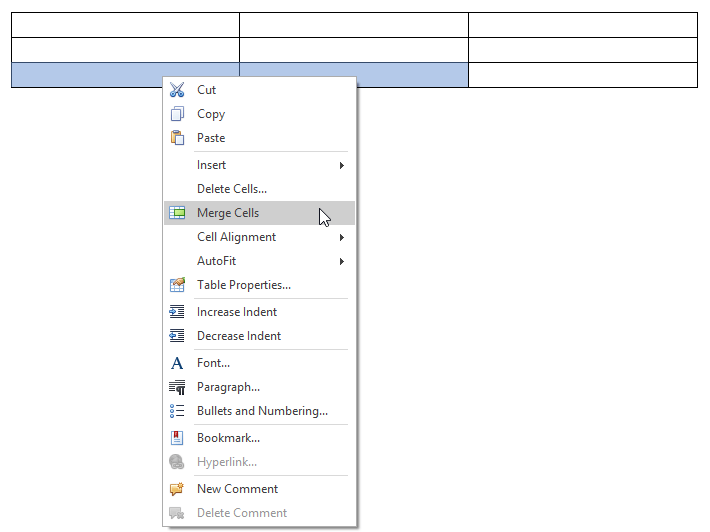 Cut
Copy
Paste
Insert
Delete Cells...
Merge Cells
Cell Alignment
AutoFit
Table Properties...
Increase Indent
Decrease Indent
Font...
Paragraph...
Bullets and Numbering...
Bookmark...
Hyperlink...
New Comment
Delete Comment